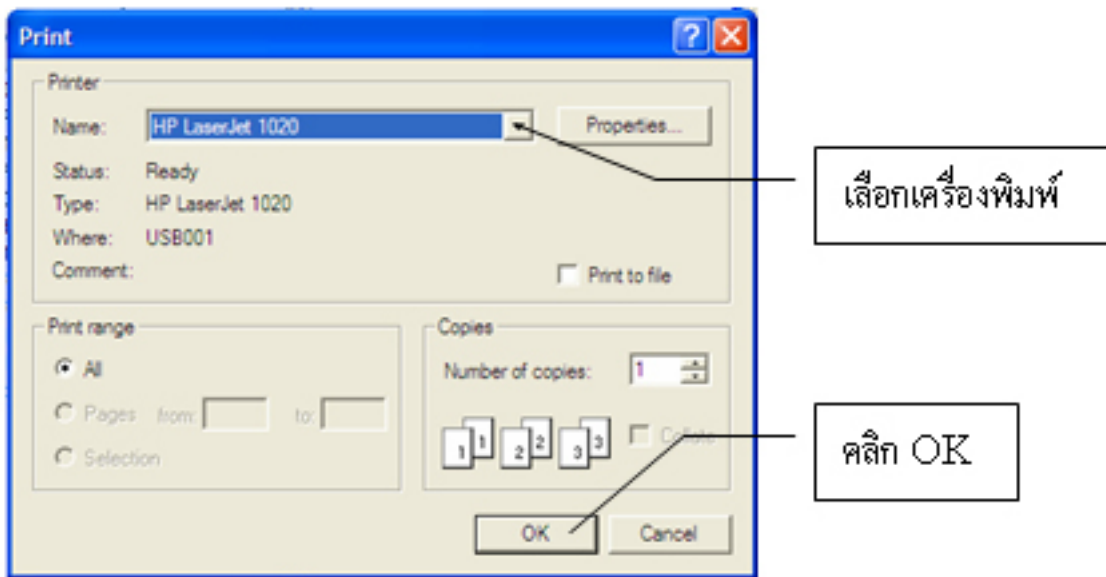 Print
Printer
Name: HP LaserJet 1020 Properties...
Status: Ready
Type: HP LaserJet 1020
Where: USB001
Comment: Print to file
เลือกเครื่องพิมพ์
Print range
All
Pages from: to:
Selection
Copies
Number of copies: 1
1 1 2 2 3 3 Collate
OK Cancel
คลิก OK